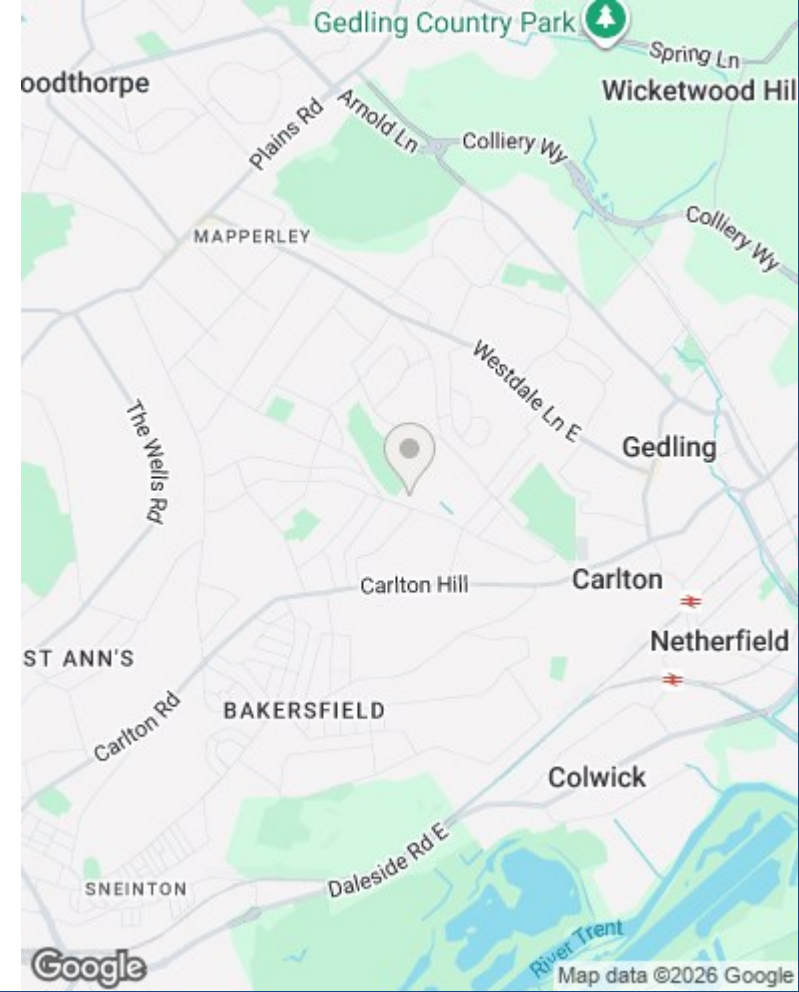 Gedling Country Park
Spring Ln
oodthorpe
Wicketwood Hil
Plains Rd
Arnold Ln
Colliery Wy
MAPPERLEY
Colliery Wy
Westdale Ln E
The Wells Rd
Gedling
Carlton Hill
Carlton
ST ANN'S
Netherfield
Carlton Rd
BAKERSFIELD
Colwick
Daleside Rd E
SNEINTON
River Trent
Google
Map data ©2026 Google